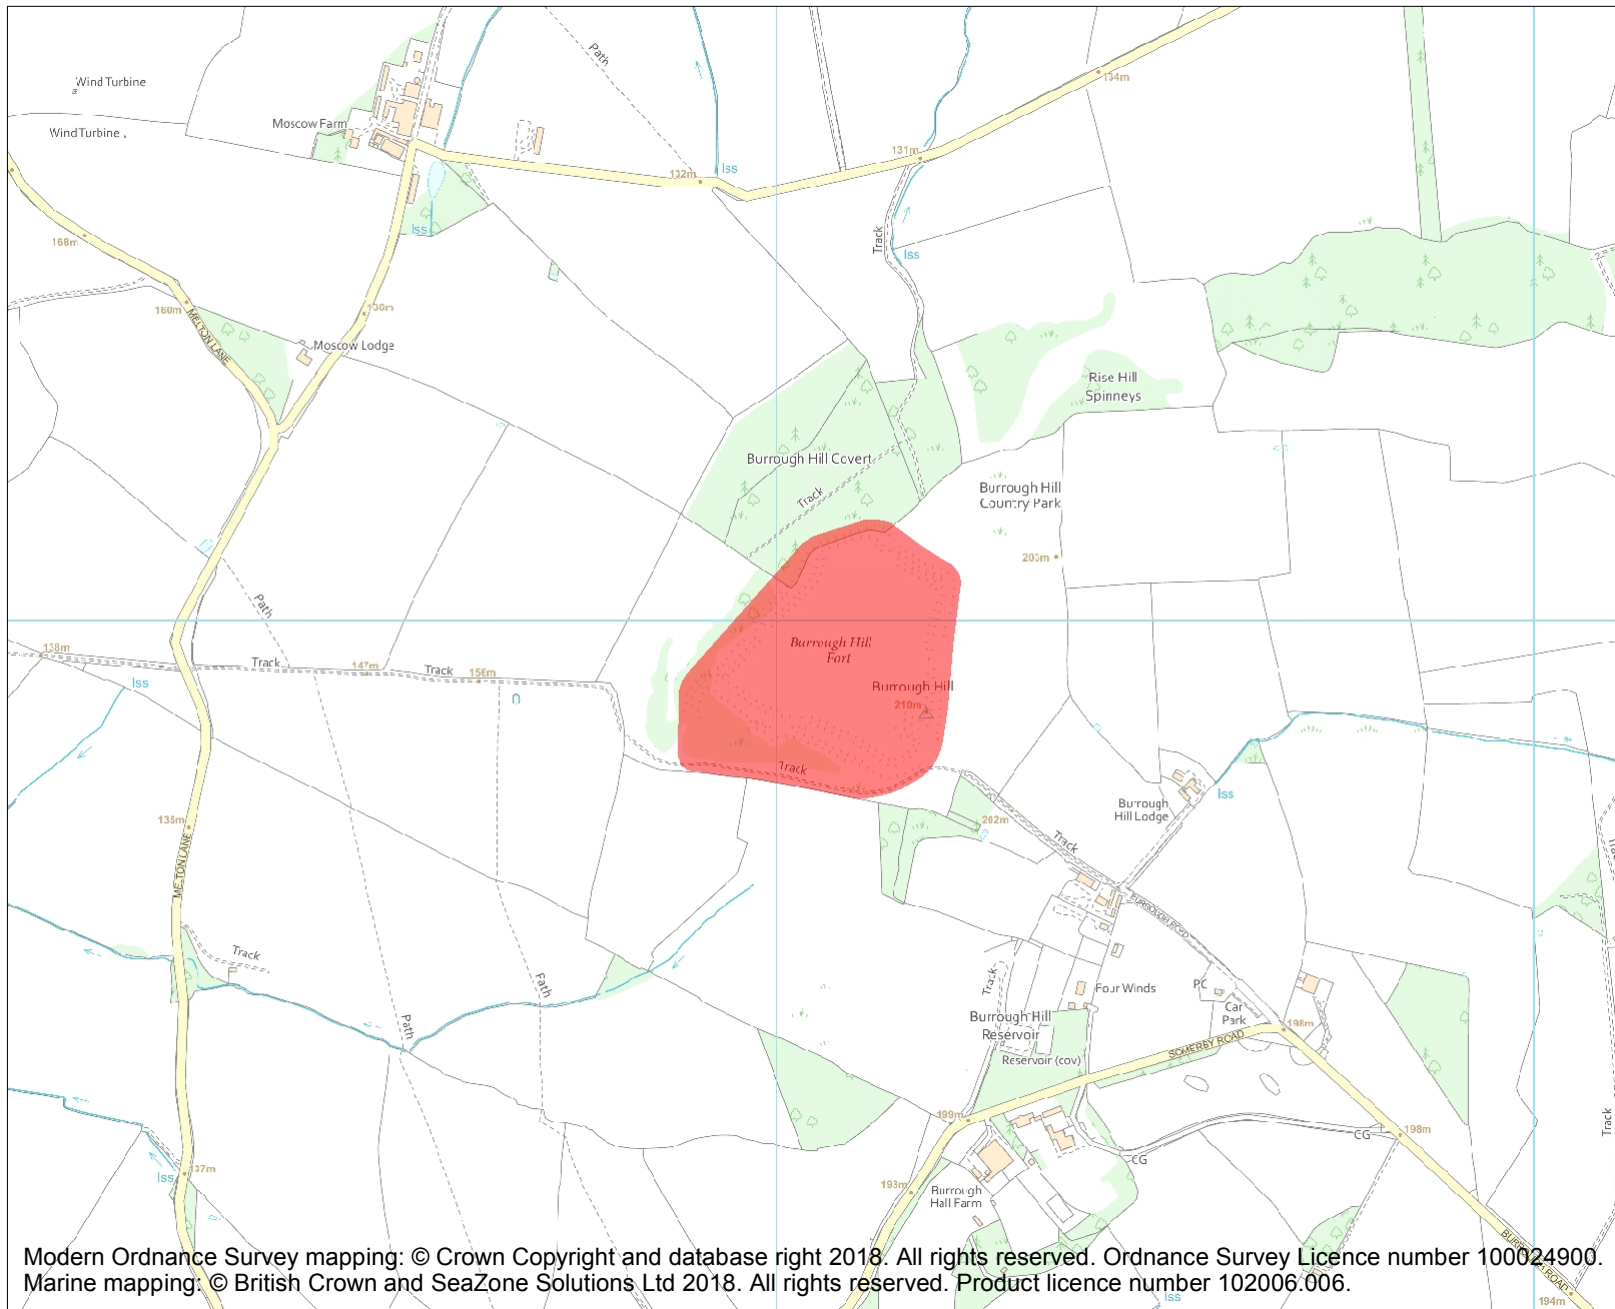 Path
Wind Turbine
134m
Moscow Farm
Wind Turbine
131m
132m
Iss
168m
Iss
Track
Iss
160m
136m
MELTON LANE
Moscow Lodge
Rise Hill
Spinneys
Burrough Hill Covert
Track
Burrough Hill
Country Park
203m
Path
Burrough Hill
Fort
138m
Track
147m
Track
156m
Iss
Burrough Hill
210m
Track
Iss
Burrough
Hill Lodge
135m
202m
Track
MELTON LANE
BURROUGH ROAD
Track
Track
Path
Four Winds
PC
Car
Park
Burrough Hill
Reservoir
Path
198m
SOMERBY ROAD
Reservoir (cov)
199m
Track
198m
CG
CG
137m
Iss
193m
Burrough
Hall Farm
BURROUGH ROAD
Modern Ordnance Survey mapping: © Crown Copyright and database right 2018. All rights reserved. Ordnance Survey Licence number 100024900.
Marine mapping: © British Crown and SeaZone Solutions Ltd 2018. All rights reserved. Product licence number 102006.006.
Iss
194m